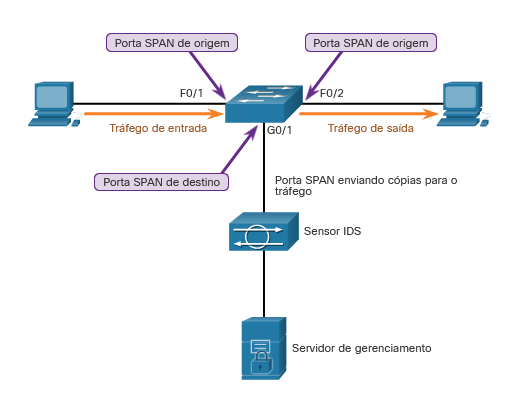 Porta SPAN de origem
Porta SPAN de origem
F0/1
F0/2
Tráfego de entrada
G0/1
Tráfego de saída
Porta SPAN de destino
Porta SPAN enviando cópias para o
tráfego
Sensor IDS
Servidor de gerenciamento